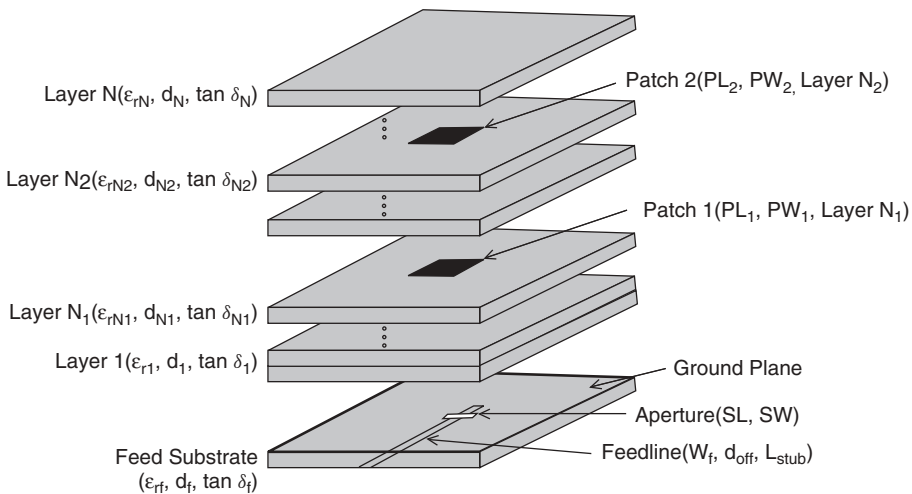 Layer N(εrN, dN, tan δN)
Patch 2(PL2, PW2, Layer N2)
Layer N2(εrN2, dN2, tan δN2)
Patch 1(PL1, PW1, Layer N1)
Layer N1(εrN1, dN1, tan δN1)
Layer 1(εr1, d1, tan δ1)
Ground Plane
Aperture(SL, SW)
Feedline(Wf, doff, Lstub)
Feed Substrate
(εrf, df, tan δf)